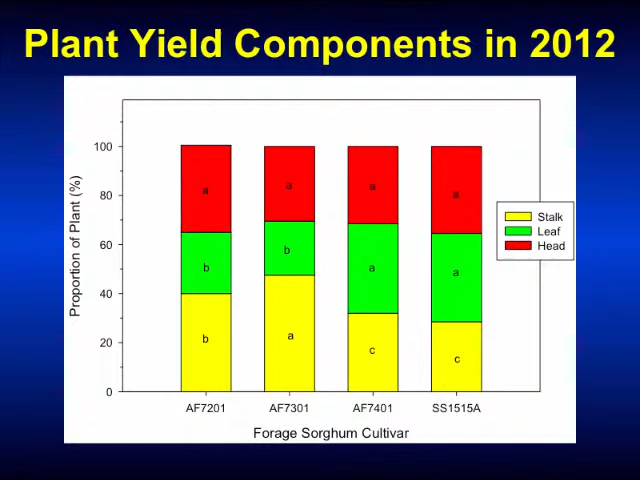 Plant Yield Components in 2012
Proportion of Plant (%)
100
80
60
40
20
0
a
a
a
a
b
b
a
a
b
a
c
c
Stalk
Leaf
Head
AF7201 AF7301 AF7401 SS1515A
Forage Sorghum Cultivar